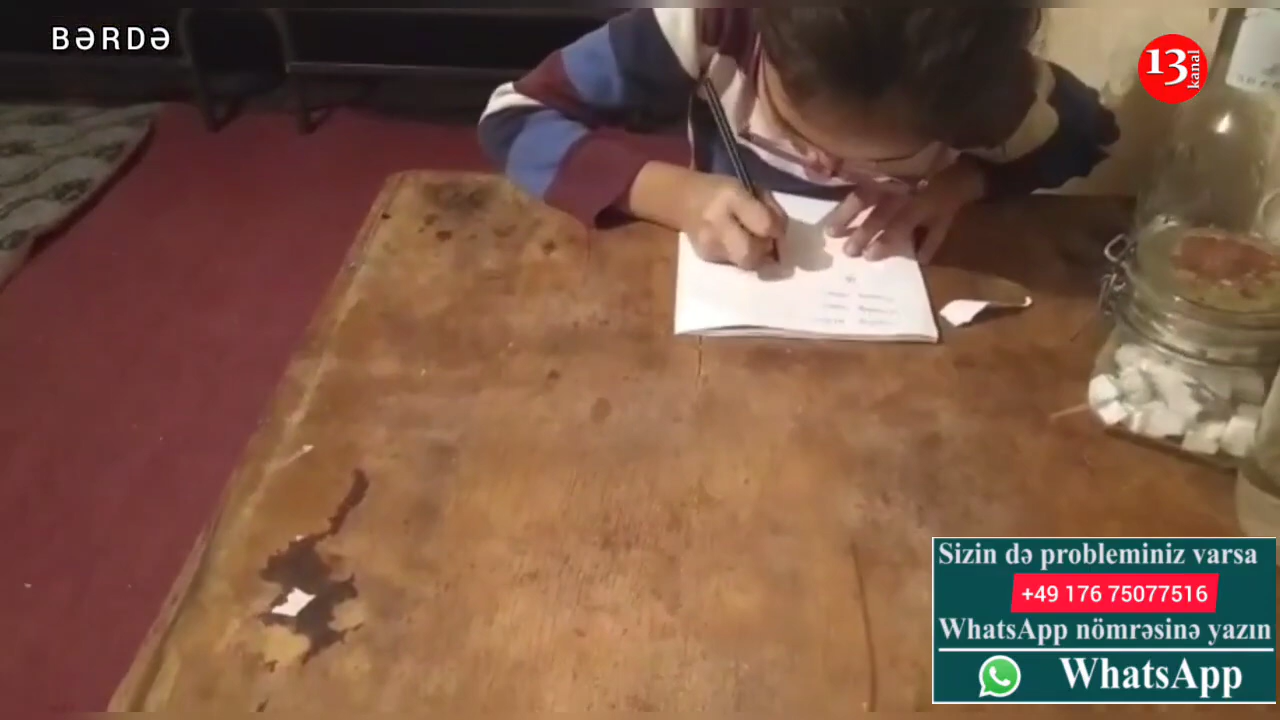 BƏRDƏ
13 kanal
Sizin də probleminiz varsa
+49 176 75077516
WhatsApp nömrəsinə yazın
WhatsApp